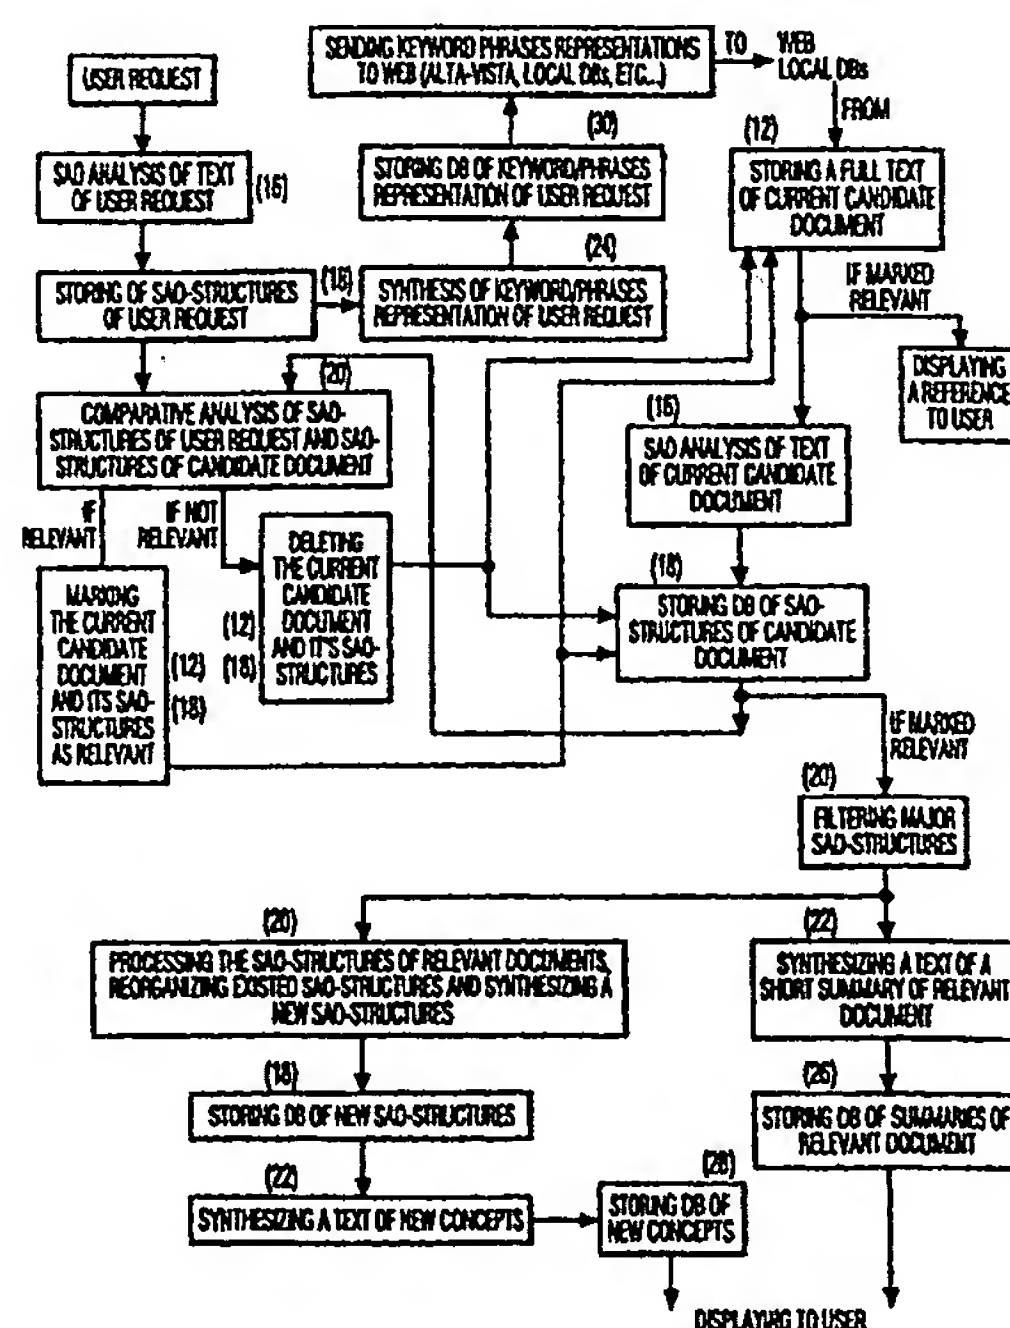 USER REQUEST
SAO ANALYSIS OF TEXT
OF USER REQUEST
(16)
STORING OF SAO-STRUCTURES
OF USER REQUEST
(18)
SENDING KEYWORD PHRASES REPRESENTATIONS
TO WEB (ALTA-VISTA, LOCAL DBs, ETC...)
TO
WEB
LOCAL DBs
FROM
(30)
STORING DB OF KEYWORD/PHRASES
REPRESENTATION OF USER REQUEST
(24)
SYNTHESIS OF KEYWORD/PHRASES
REPRESENTATION OF USER REQUEST
(12)
STORING A FULL TEXT
OF CURRENT CANDIDATE
DOCUMENT
IF MARKED
RELEVANT
DISPLAYING
A REFERENCE
TO USER
(20)
COMPARATIVE ANALYSIS OF SAO-
STRUCTURES OF USER REQUEST AND SAO-
STRUCTURES OF CANDIDATE DOCUMENT
IF
RELEVANT
IF NOT
RELEVANT
MARKING
THE CURRENT
CANDIDATE
DOCUMENT
AND ITS SAO-
STRUCTURES
AS RELEVANT
(12)
(18)
DELETING
THE CURRENT
CANDIDATE
DOCUMENT
AND IT'S SAO-
STRUCTURES
(12)
(18)
(16)
SAO ANALYSIS OF TEXT
OF CURRENT CANDIDATE
DOCUMENT
(18)
STORING DB OF SAO-
STRUCTURES OF CANDIDATE
DOCUMENT
IF MARKED
RELEVANT
(20)
FILTERING MAJOR
SAO-STRUCTURES
(20)
PROCESSING THE SAO-STRUCTURES OF RELEVANT DOCUMENTS,
REORGANIZING EXISTED SAO-STRUCTURES AND SYNTHESIZING A
NEW SAO-STRUCTURES
(22)
SYNTHESIZING A TEXT OF A
SHORT SUMMARY OF RELEVANT
DOCUMENT
(18)
STORING DB OF NEW SAO-STRUCTURES
(26)
STORING DB OF SUMMARIES OF
RELEVANT DOCUMENT
(22)
SYNTHESIZING A TEXT OF NEW CONCEPTS
(28)
STORING DB OF
NEW CONCEPTS
DISPLAYING TO USER